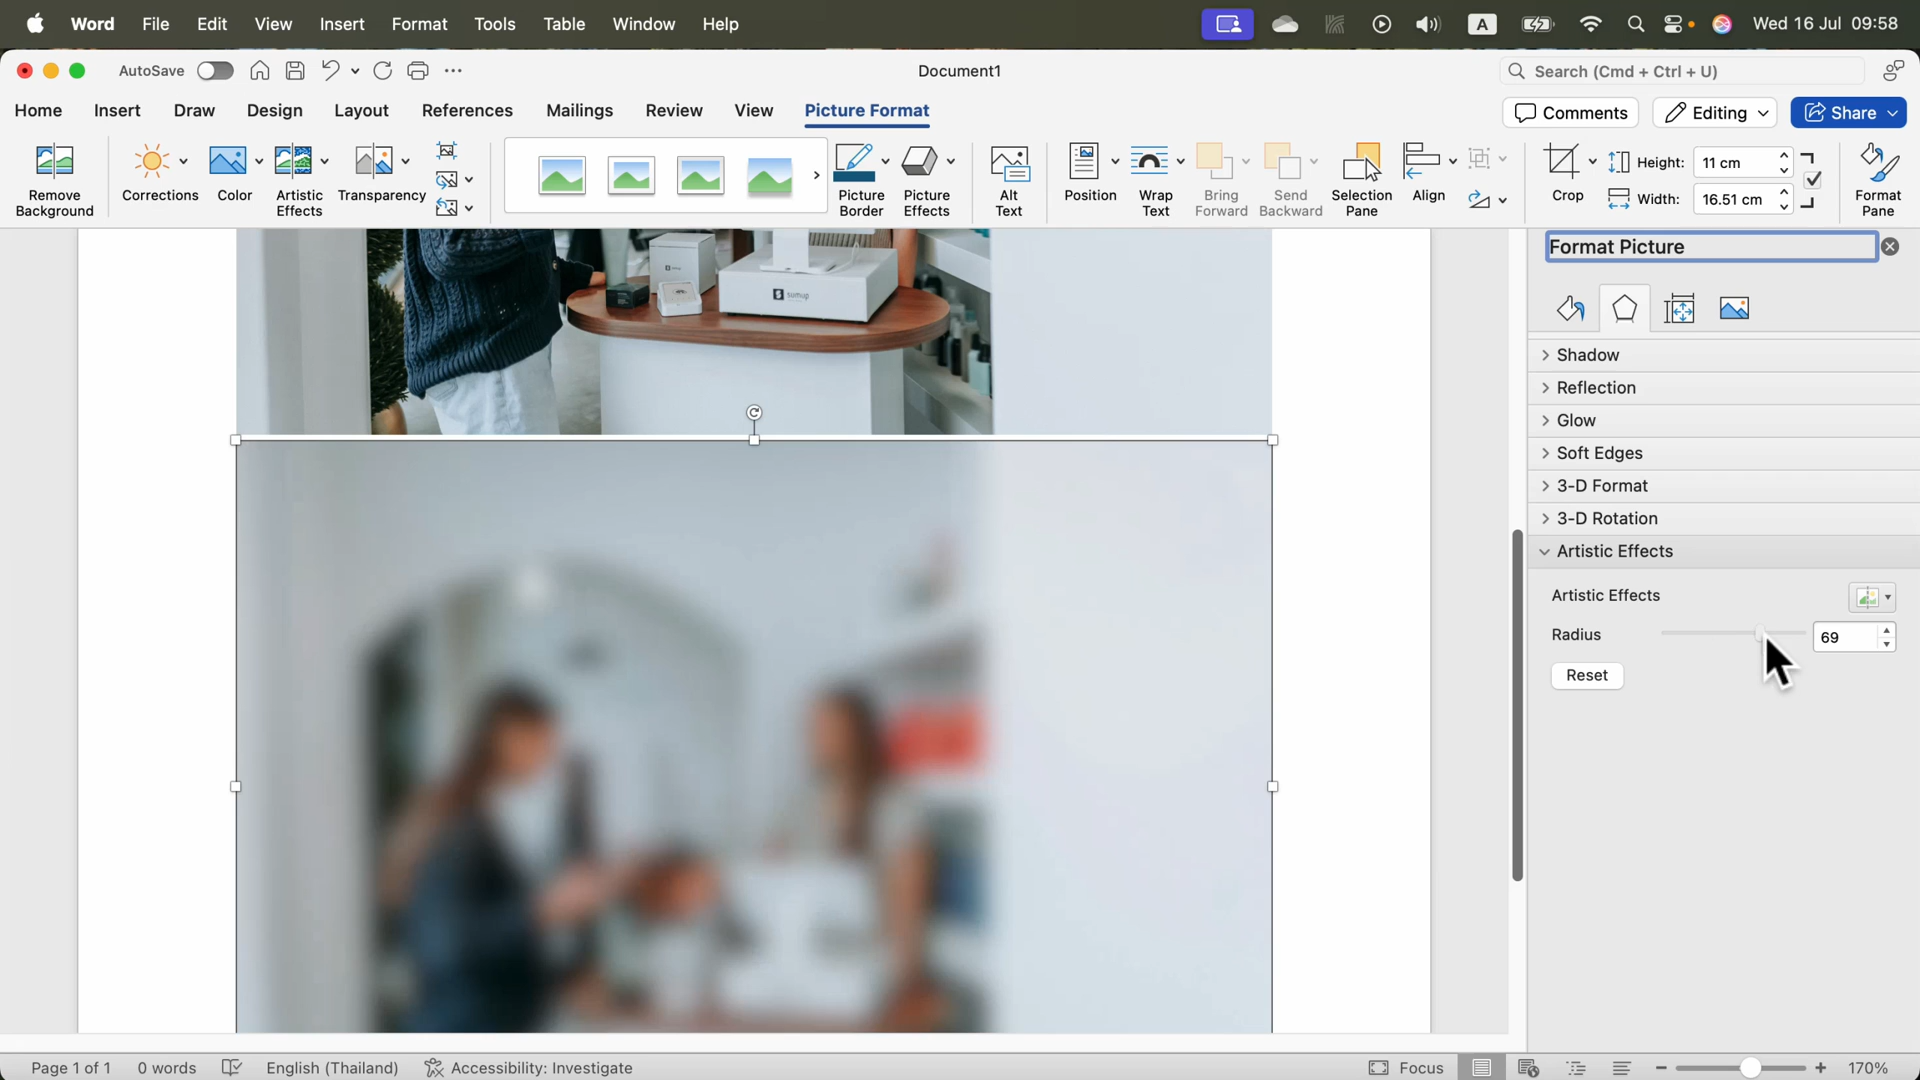 Word File Edit View Insert Format Tools Table Window Help A Wed 16 Jul 09:58
AutoSave Document1 Search (Cmd + Ctrl + U)
Home Insert Draw Design Layout References Mailings Review View Picture Format Comments Editing Share
Remove Background
Corrections
Color
Artistic Effects
Transparency
Picture Border
Picture Effects
Alt Text
Position
Wrap Text
Bring Forward
Send Backward
Selection Pane
Align
Crop
Height: 11 cm
Width: 16.51 cm
Format Pane
sumup
Format Picture
Shadow
Reflection
Glow
Soft Edges
3-D Format
3-D Rotation
Artistic Effects
Artistic Effects
Radius 69
Reset
Page 1 of 1 0 words English (Thailand) Accessibility: Investigate Focus 170%